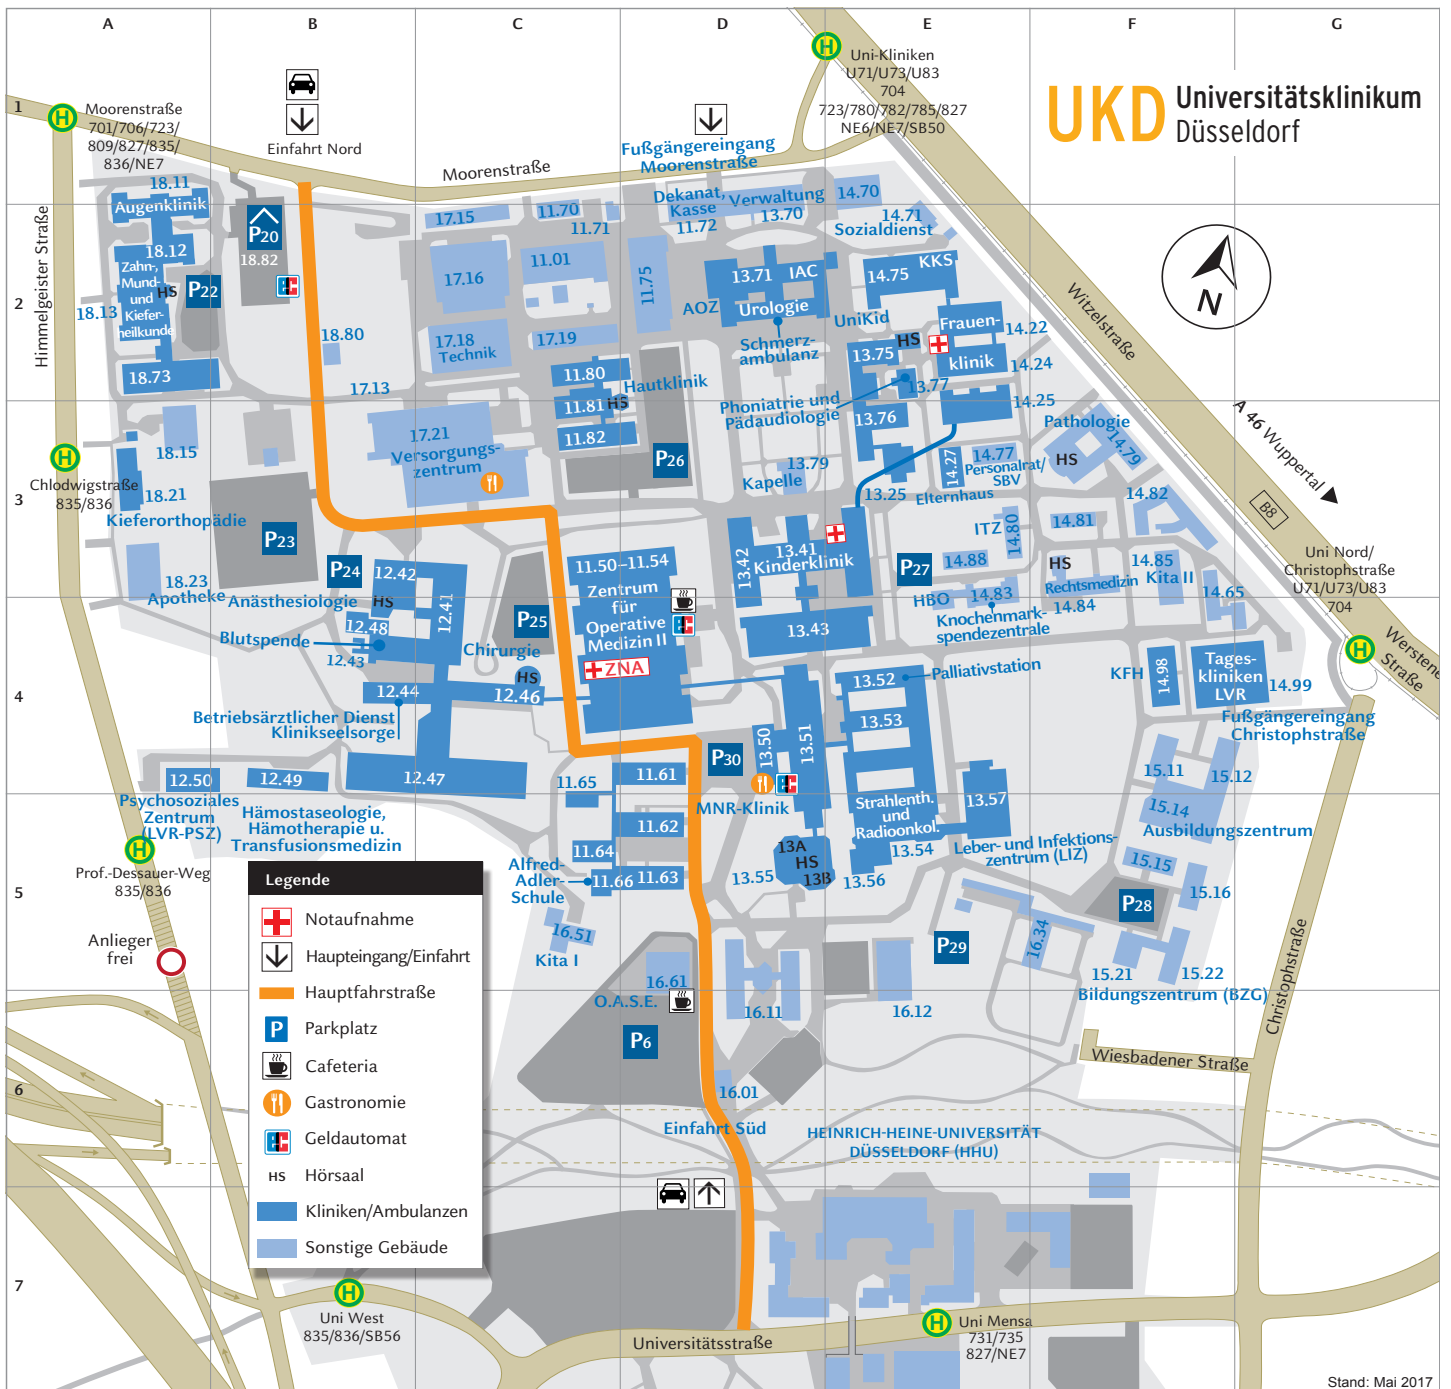 A B C D E F G
1
2
3
4
5
6
7
UKD Universitätsklinikum
Düsseldorf
N
H
Moorenstraße
701/706/723/
809/827/835/
836/NE7
Einfahrt Nord
Moorenstraße
Fußgängereingang
Moorenstraße
H
Uni-Kliniken
U71/U73/U83
704
723/780/782/785/827
NE6/NE7/SB50
Himmelgeister Straße
Witzelstraße
A 46 Wuppertal
B8
18.11
Augenklinik
18.12
Zahn-,
Mund-
und
Kiefer-
heilkunde
HS
P22
18.13
18.73
P20
18.82
18.80
17.13
17.15
11.70
11.71
17.16
11.01
17.18
Technik
17.19
11.75
Dekanat,
Kasse
11.72
Verwaltung
13.70
14.70
14.71
Sozialdienst
AOZ
13.71
IAC
Urologie
Schmerz-
ambulanz
14.75
KKS
UniKid
HS
Frauen-
klinik
14.22
14.24
14.25
13.75
13.77
Phoniatrie und
Pädaudiologie
13.76
11.80
11.81
HS
Hautklinik
11.82
P26
17.21
Versorgungs-
zentrum
13.79
Kapelle
13.25
14.27
14.77
Personalrat/
SBV
Elternhaus
Pathologie
HS
14.79
14.82
14.81
ITZ
14.80
HS
Rechtsmedizin
14.84
14.85
Kita II
14.65
14.88
HBO
14.83
Knochenmark-
spendezentrale
P27
H
Chlodwigstraße
835/836
18.15
18.21
Kieferorthopädie
18.23
Apotheke
P23
P24
12.42
Anästhesiologie
HS
12.41
12.48
Blutspende
12.43
12.44
Betriebsärztlicher Dienst
Klinikseelsorge
P25
Chirurgie
HS
12.46
12.47
12.49
12.50
Psychosoziales
Zentrum
(LVR-PSZ)
Hämostaseologie,
Hämotherapie u.
Transfusionsmedizin
11.50–11.54
Zentrum
für
Operative
Medizin II
ZNA
13.42
13.41
Kinderklinik
13.43
13.52
Palliativstation
13.53
13.50
13.51
P30
MNR-Klinik
Strahlenth.
und
Radioonkol.
13.57
13.54
Leber- und Infektions-
zentrum (LIZ)
13A
HS
13B
13.55
13.56
11.61
11.65
11.62
11.64
11.63
11.66
Alfred-
Adler-
Schule
16.51
Kita I
KFH
14.98
Tages-
kliniken
LVR
14.99
Fußgängereingang
Christophstraße
H
Uni Nord/
Christophstraße
U71/U73/U83
704
Werstener
Straße
15.11
15.12
15.14
Ausbildungszentrum
15.15
15.16
P28
16.34
P29
15.21
15.22
Bildungszentrum (BZG)
Christophstraße
Wiesbadener Straße
H
Prof.-Dessauer-Weg
835/836
Anlieger
frei
16.61
O.A.S.E.
P6
16.11
16.12
16.01
Einfahrt Süd
HEINRICH-HEINE-UNIVERSITÄT
DÜSSELDORF (HHU)
Legende
Notaufnahme
Haupteingang/Einfahrt
Hauptfahrstraße
P Parkplatz
Cafeteria
Gastronomie
Geldautomat
HS Hörsaal
Kliniken/Ambulanzen
Sonstige Gebäude
H
Uni West
835/836/SB56
Universitätsstraße
H
Uni Mensa
731/735
827/NE7
Stand: Mai 2017